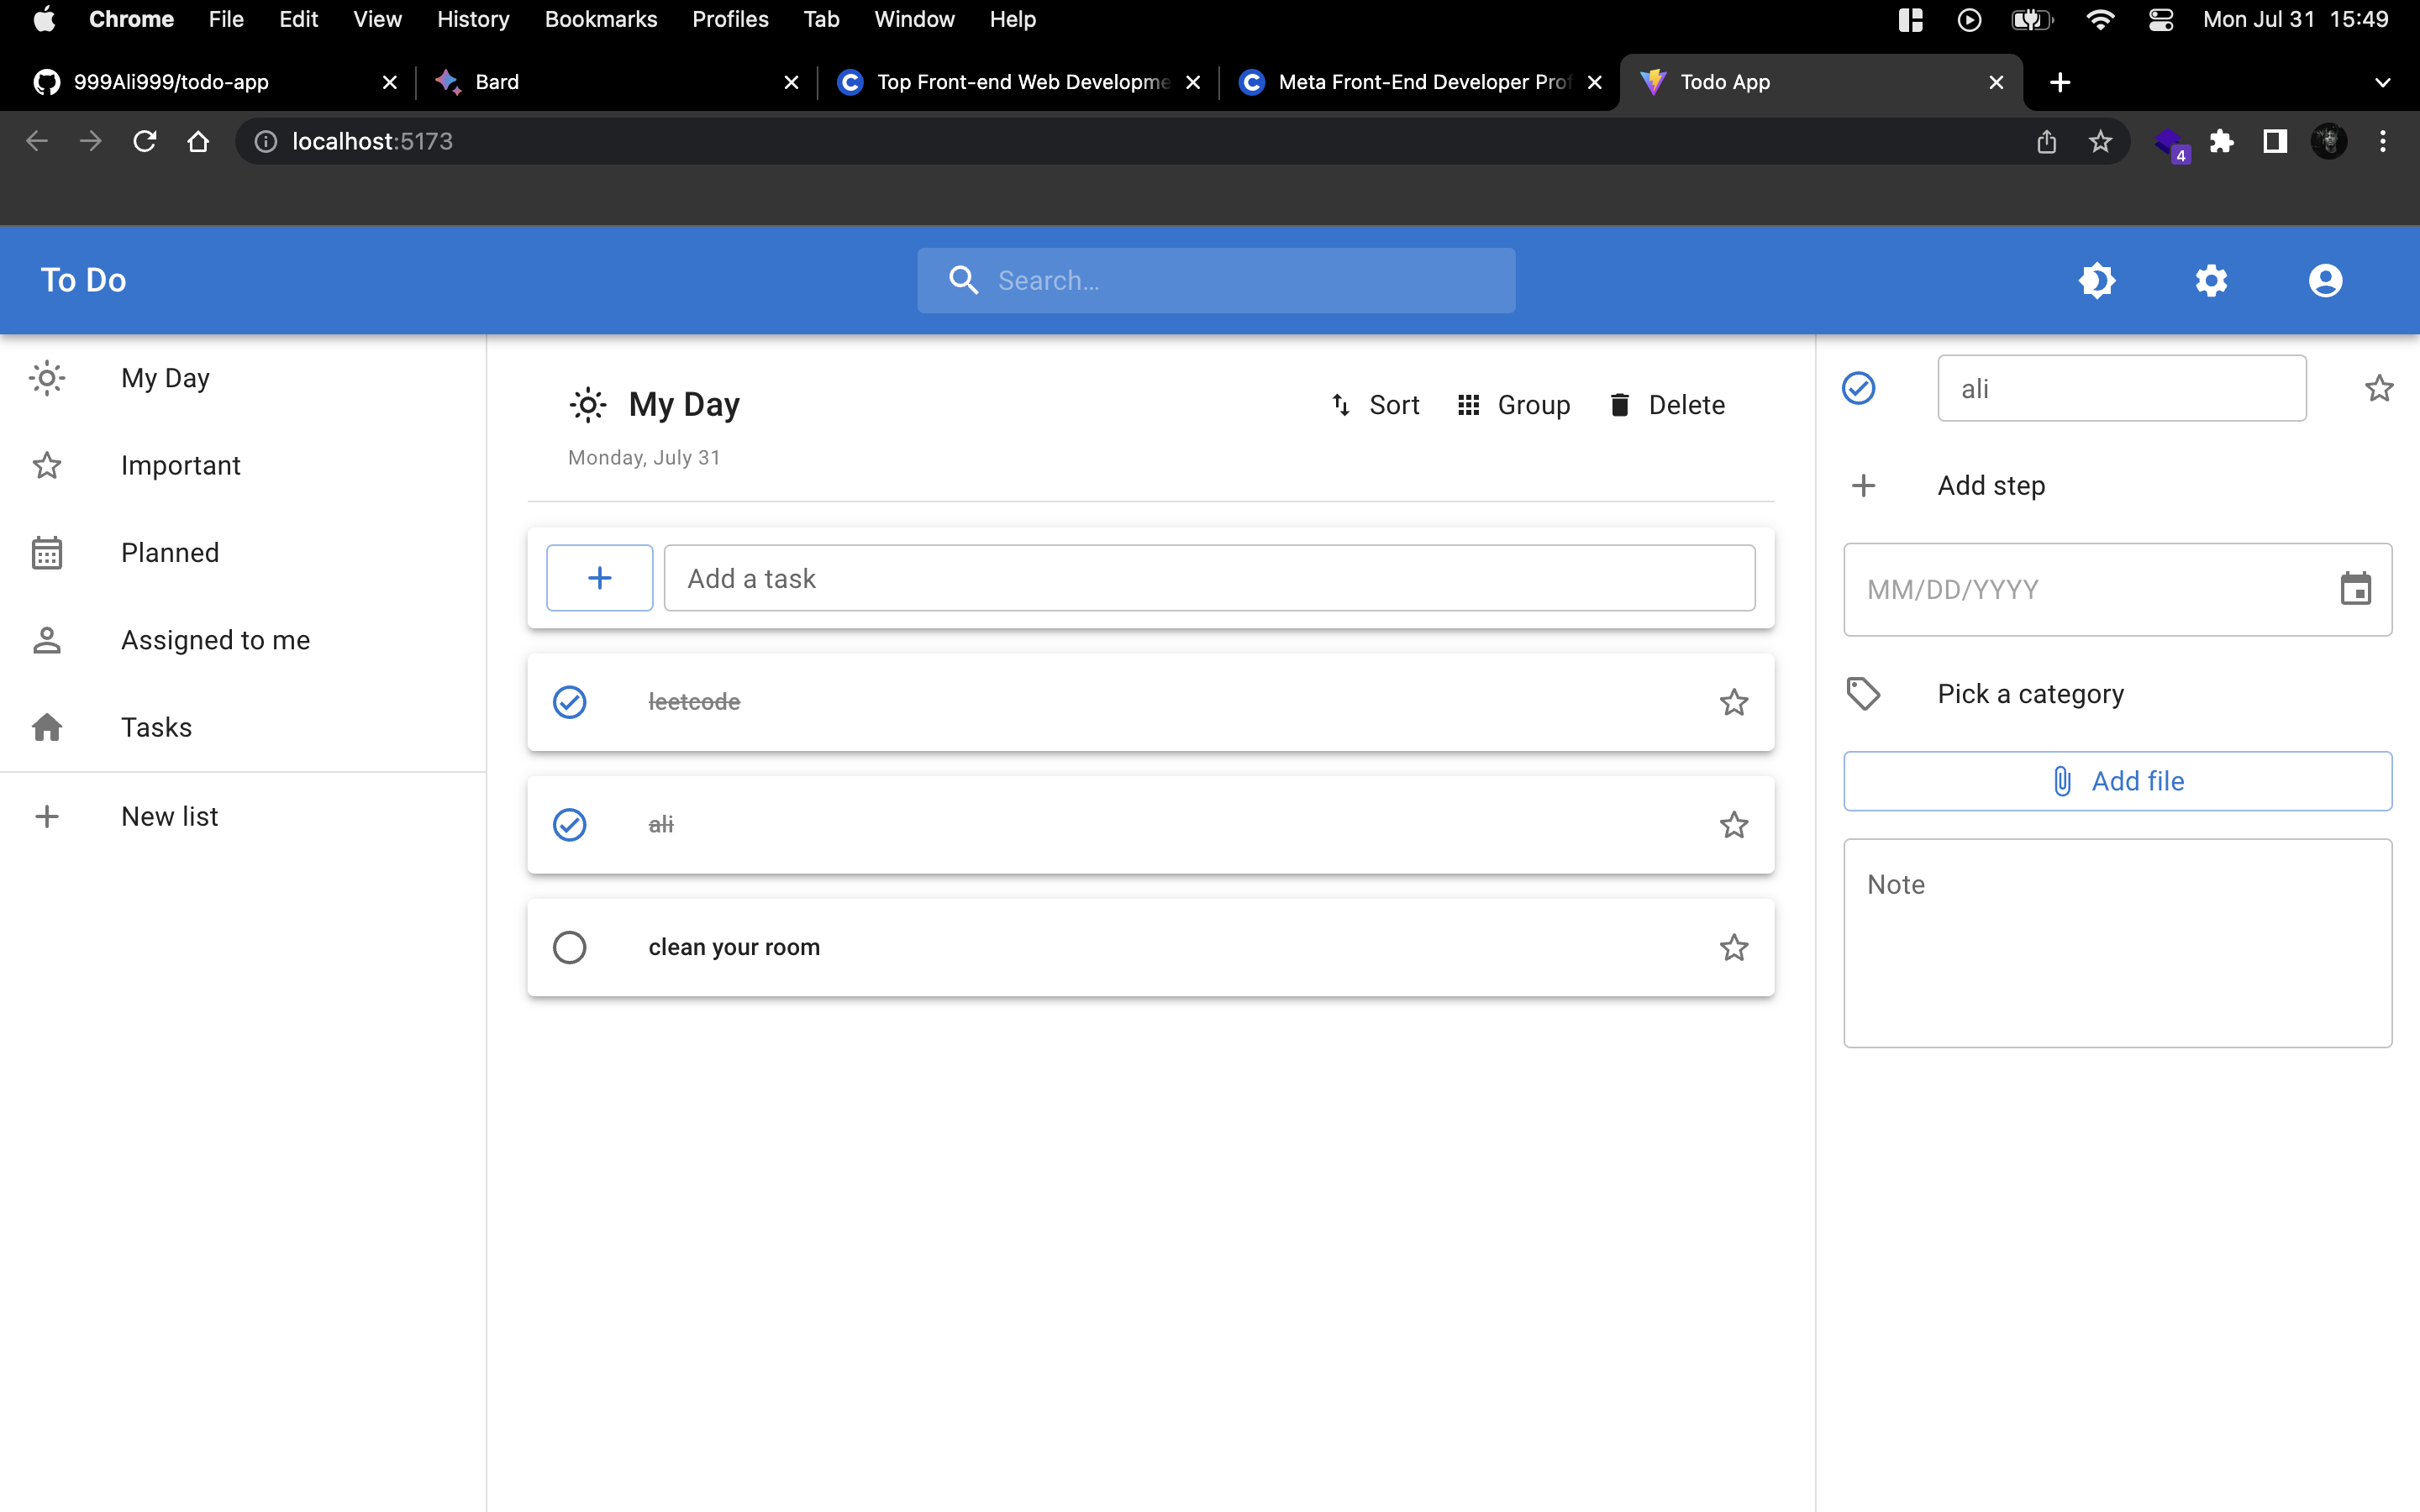 Chrome File Edit View History Bookmarks Profiles Tab Window Help Mon Jul 31 15:49
999Ali999/todo-app Bard Top Front-end Web Developme Meta Front-End Developer Prof Todo App
localhost:5173
4
To Do Search…
My Day
Important
Planned
Assigned to me
Tasks
New list
My Day Sort Group Delete
Monday, July 31
Add a task
leetcode
ali
clean your room
ali
Add step
MM/DD/YYYY
Pick a category
Add file
Note